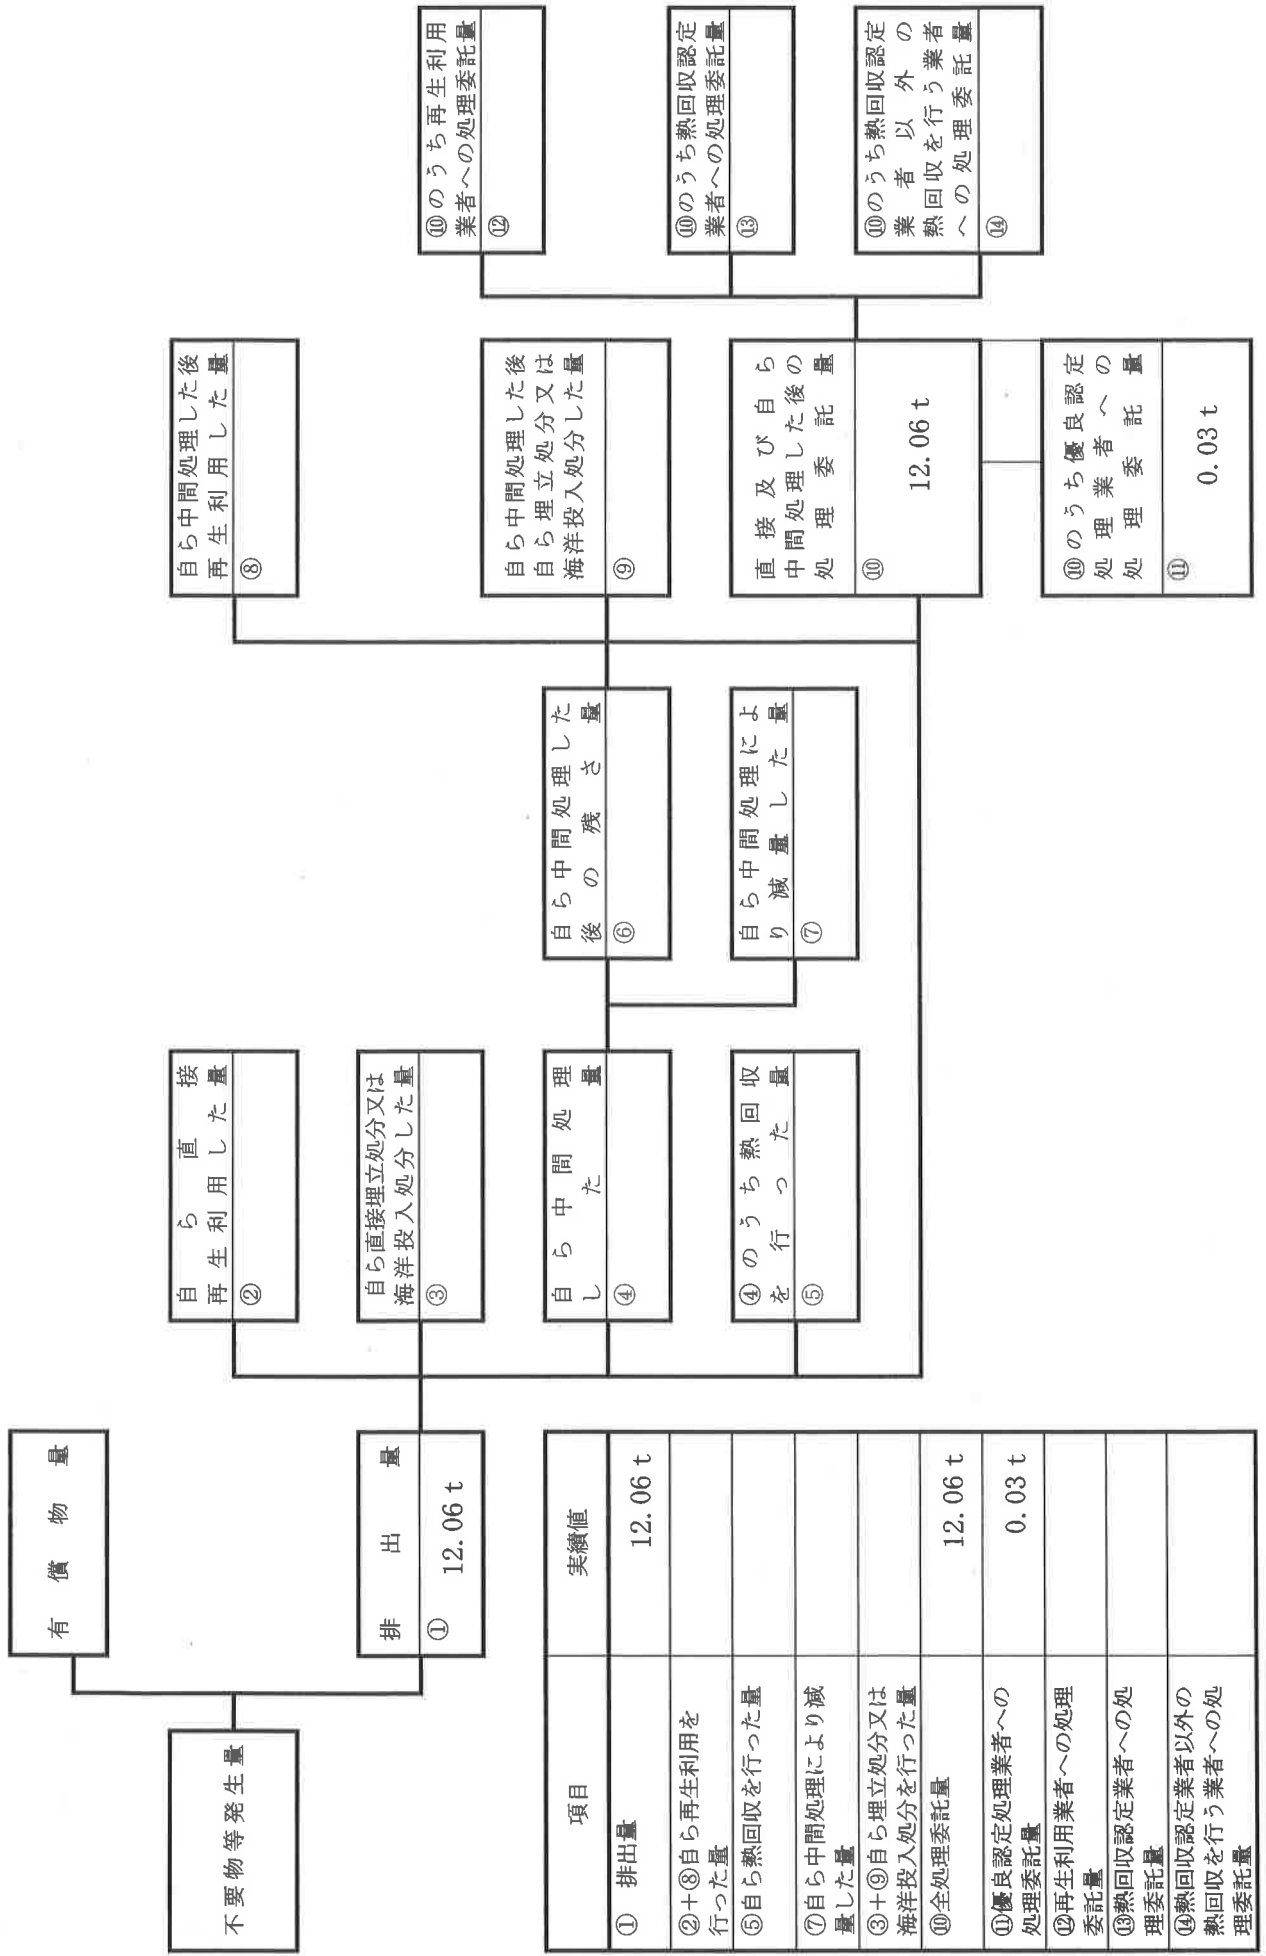 有償物量
不要物等発生量
排出量
① 12.06 t
自ら直接
再生利用した量
②
自ら直接埋立処分又は
海洋投入処分した量
③
自ら中間処理
した量
④
④のうち熱回収
を行った量
⑤
自ら中間処理した
後の残さ量
⑥
自ら中間処理によ
り減量した量
⑦
自ら中間処理した後
再生利用した量
⑧
自ら中間処理した後
自ら埋立処分又は
海洋投入処分した量
⑨
直接及び自ら
中間処理した後の
処理委託量
⑩ 12.06 t
⑩のうち優良認定
処理業者への
処理委託量
⑪ 0.03 t
⑩のうち再生利用
業者への処理委託量
⑫
⑩のうち熱回収認定
業者への処理委託量
⑬
⑩のうち熱回収認定
業者以外の
熱回収を行う業者
への処理委託量
⑭
項目 実績値
① 排出量 12.06 t
②+⑧自ら再生利用を
行った量
⑤自ら熱回収を行った量
⑦自ら中間処理により減
量した量
③+⑨自ら埋立処分又は
海洋投入処分を行った量
⑩全処理委託量 12.06 t
⑪優良認定処理業者への
処理委託量 0.03 t
⑫再生利用業者への処理
委託量
⑬熱回収認定業者への処
理委託量
⑭熱回収認定業者以外の
熱回収を行う業者への処
理委託量